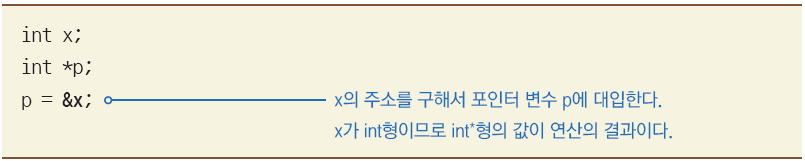 int x;
int *p;
p = &x;
x의 주소를 구해서 포인터 변수 p에 대입한다.
x가 int형이므로 int*형의 값이 연산의 결과이다.